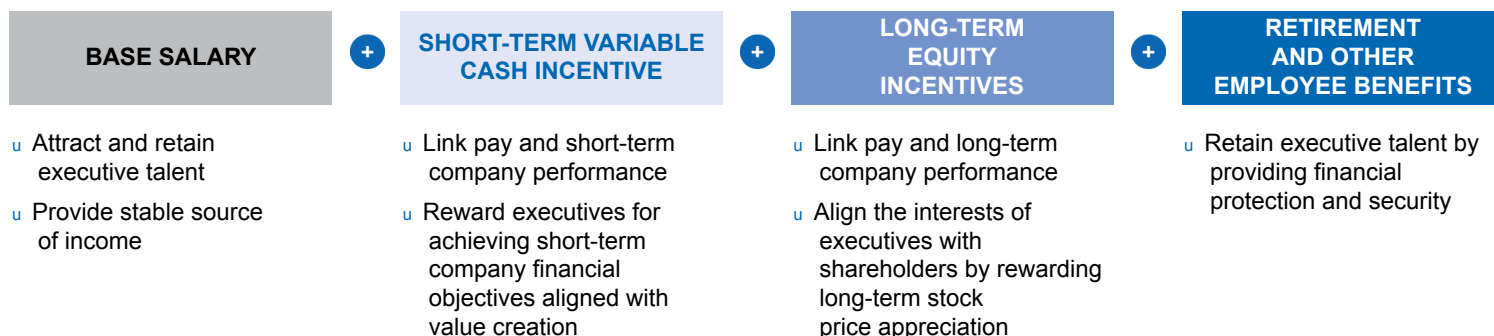 BASE SALARY
+
SHORT-TERM VARIABLE
CASH INCENTIVE
+
LONG-TERM
EQUITY
INCENTIVES
+
RETIREMENT
AND OTHER
EMPLOYEE BENEFITS
u Attract and retain
executive talent
u Provide stable source
of income
u Link pay and short-term
company performance
u Reward executives for
achieving short-term
company financial
objectives aligned with
value creation
u Link pay and long-term
company performance
u Align the interests of
executives with
shareholders by rewarding
long-term stock
price appreciation
u Retain executive talent by
providing financial
protection and security